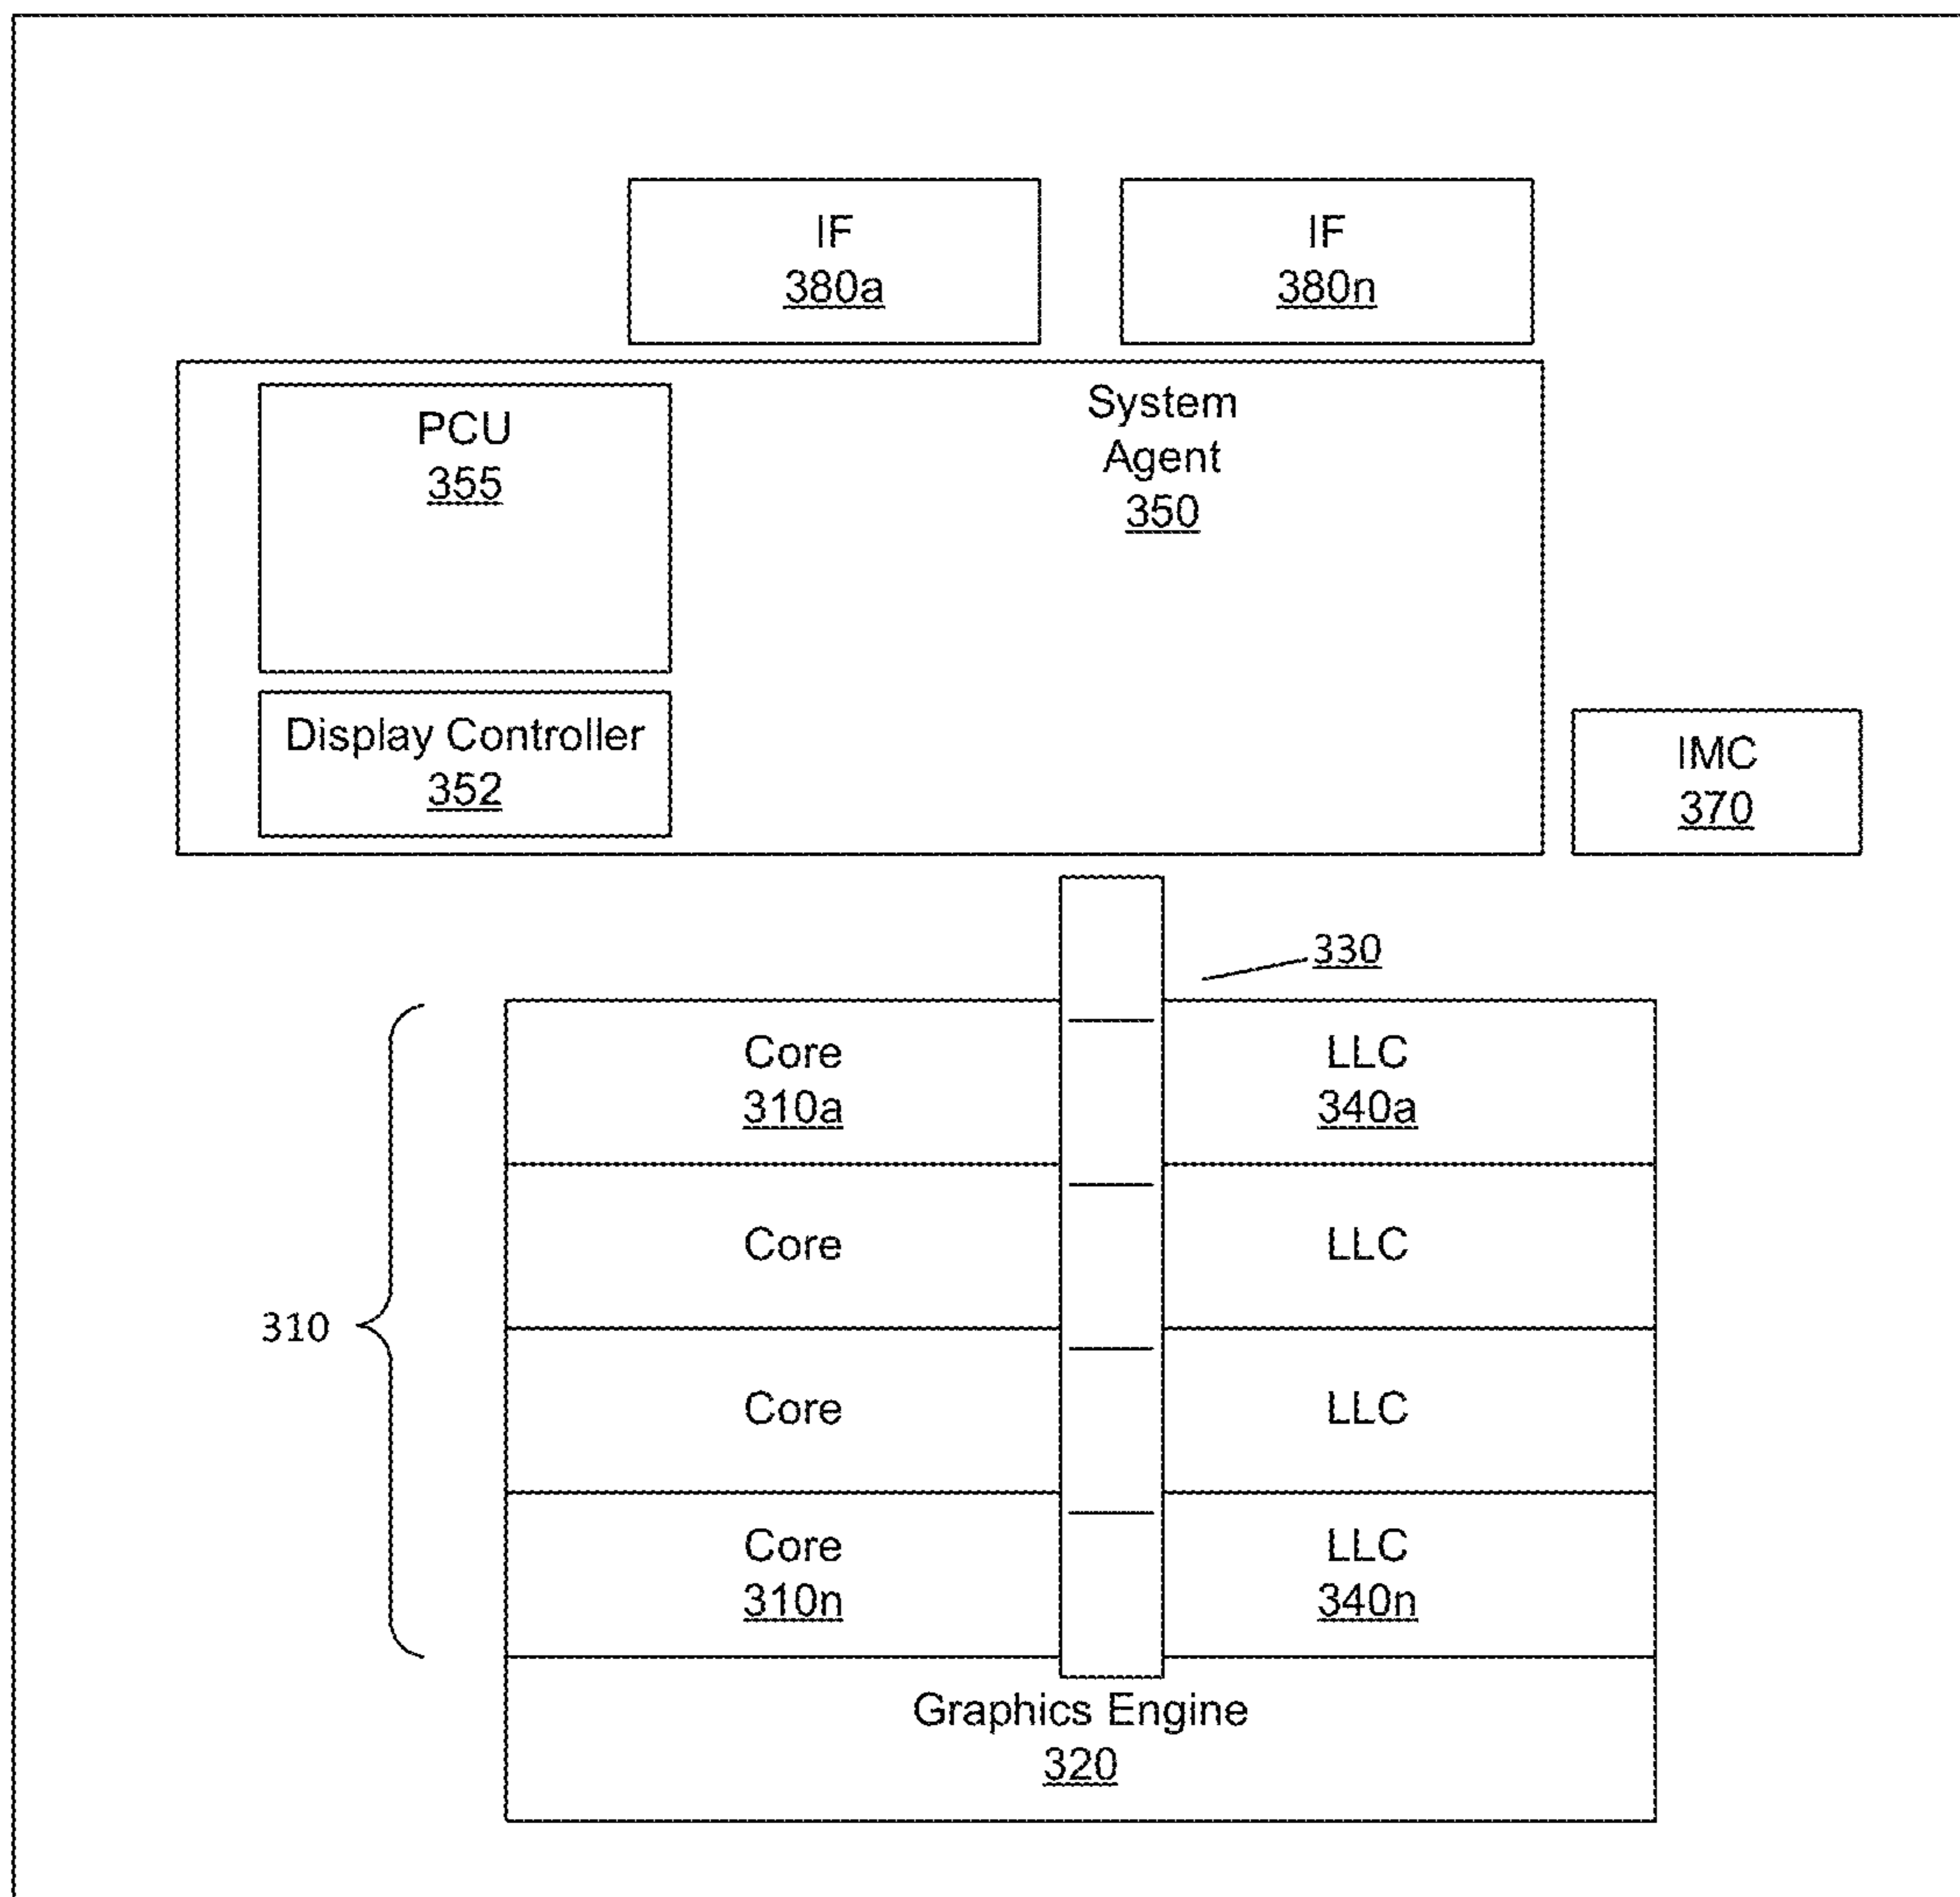 IF
380a
IF
380n
PCU
355
System
Agent
350
Display Controller
352
IMC
370
330
310
Core
310a
LLC
340a
Core
LLC
Core
LLC
Core
310n
LLC
340n
Graphics Engine
320